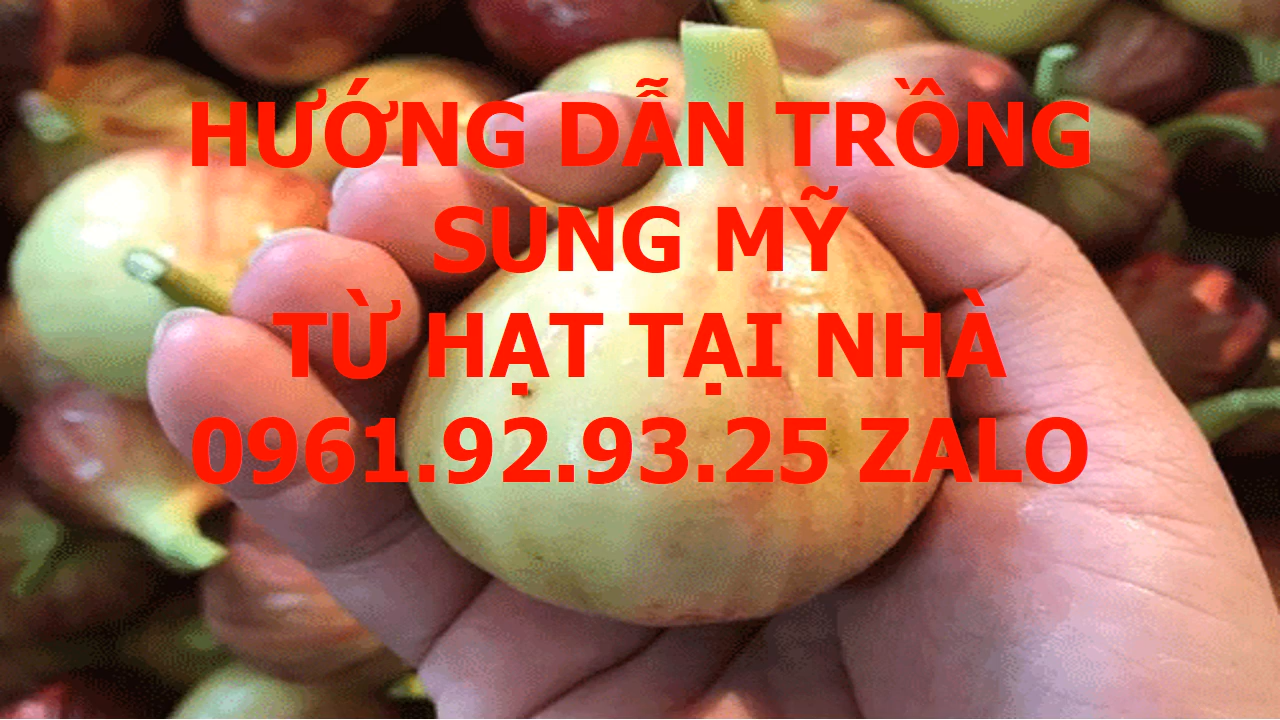 HƯỚNG DẪN TRỒNG
SUNG MỸ
TỪ HẠT TẠI NHÀ
0961.92.93.25 ZALO